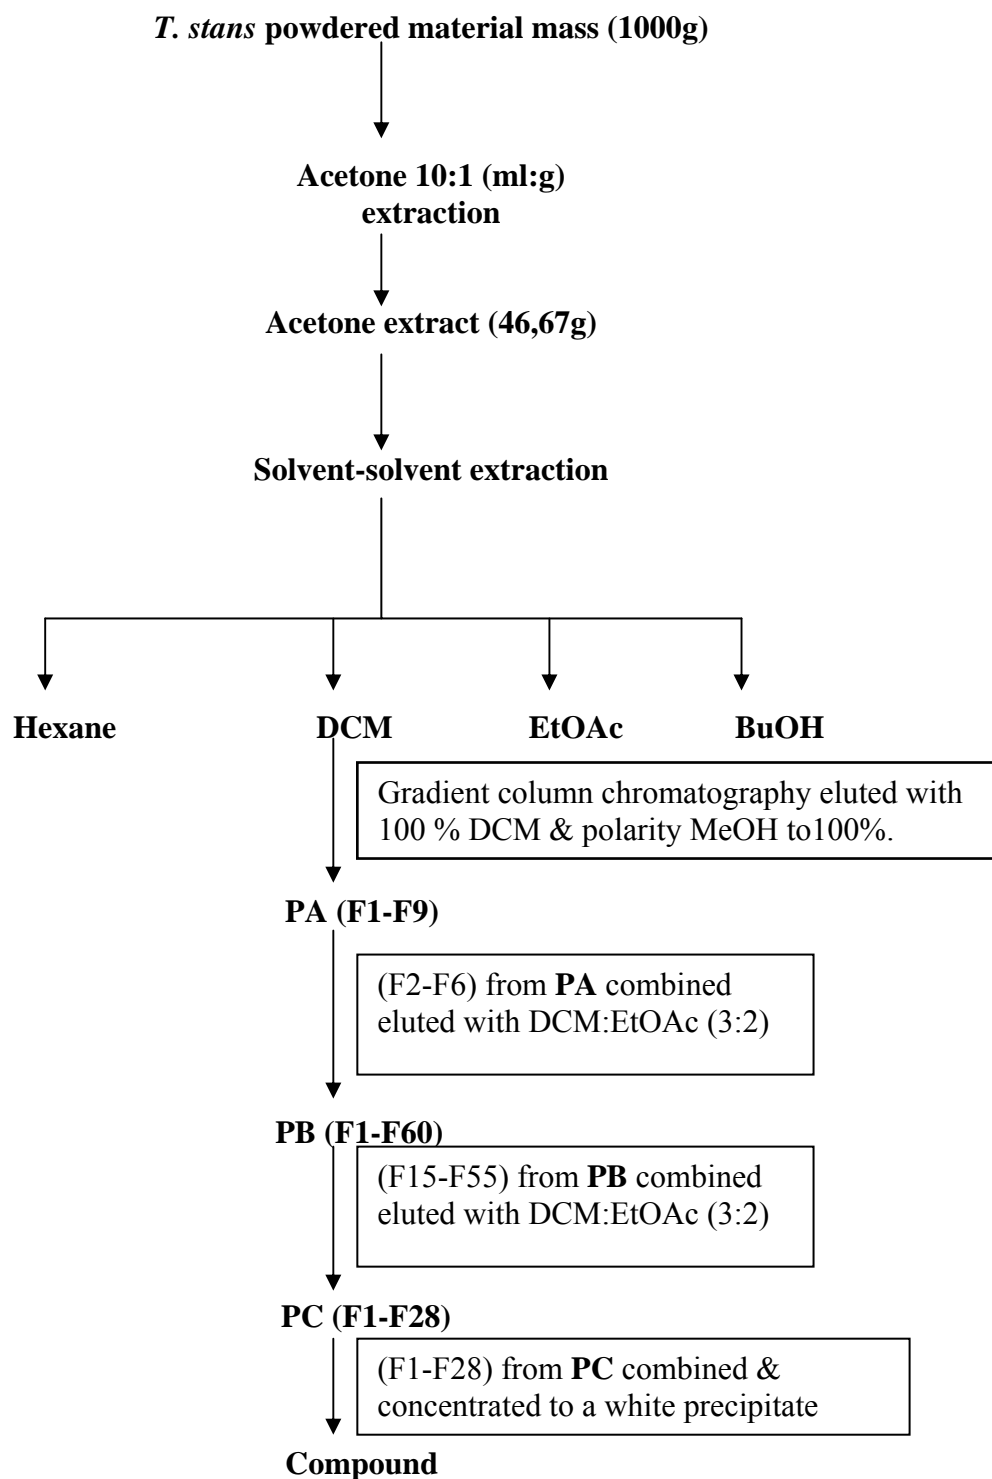 T. stans powdered material mass (1000g)
Acetone 10:1 (ml:g)
extraction
Acetone extract (46,67g)
Solvent-solvent extraction
Hexane DCM EtOAc BuOH
Gradient column chromatography eluted with
100 % DCM & polarity MeOH to100%.
PA (F1-F9)
(F2-F6) from PA combined
eluted with DCM:EtOAc (3:2)
PB (F1-F60)
(F15-F55) from PB combined
eluted with DCM:EtOAc (3:2)
PC (F1-F28)
(F1-F28) from PC combined &
concentrated to a white precipitate
Compound